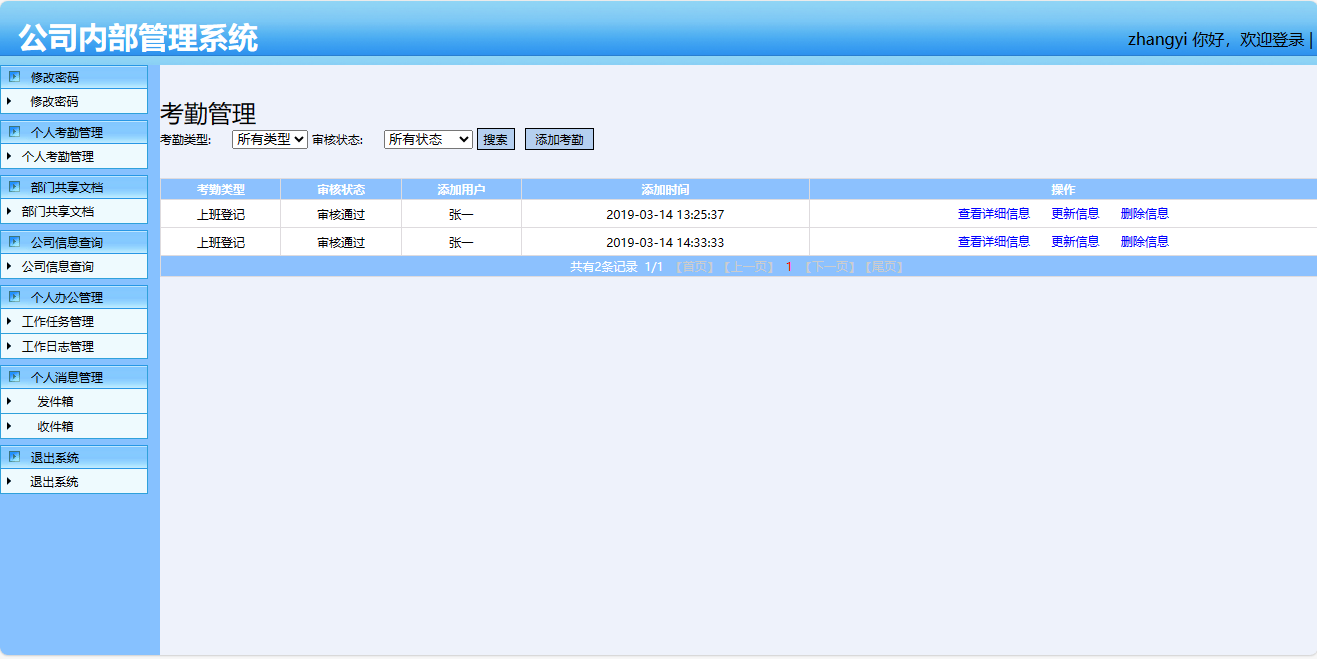 公司内部管理系统
zhangyi 你好，欢迎登录 |
修改密码
修改密码
个人考勤管理
个人考勤管理
部门共享文档
部门共享文档
公司信息查询
公司信息查询
个人办公管理
工作任务管理
工作日志管理
个人消息管理
发件箱
收件箱
退出系统
退出系统
考勤管理
考勤类型: 所有类型 审核状态: 所有状态 搜索 添加考勤
考勤类型 审核状态 添加用户 添加时间 操作
上班登记 审核通过 张一 2019-03-14 13:25:37 查看详细信息 更新信息 删除信息
上班登记 审核通过 张一 2019-03-14 14:33:33 查看详细信息 更新信息 删除信息
共有2条记录 1/1 【首页】【上一页】 1 【下一页】【尾页】